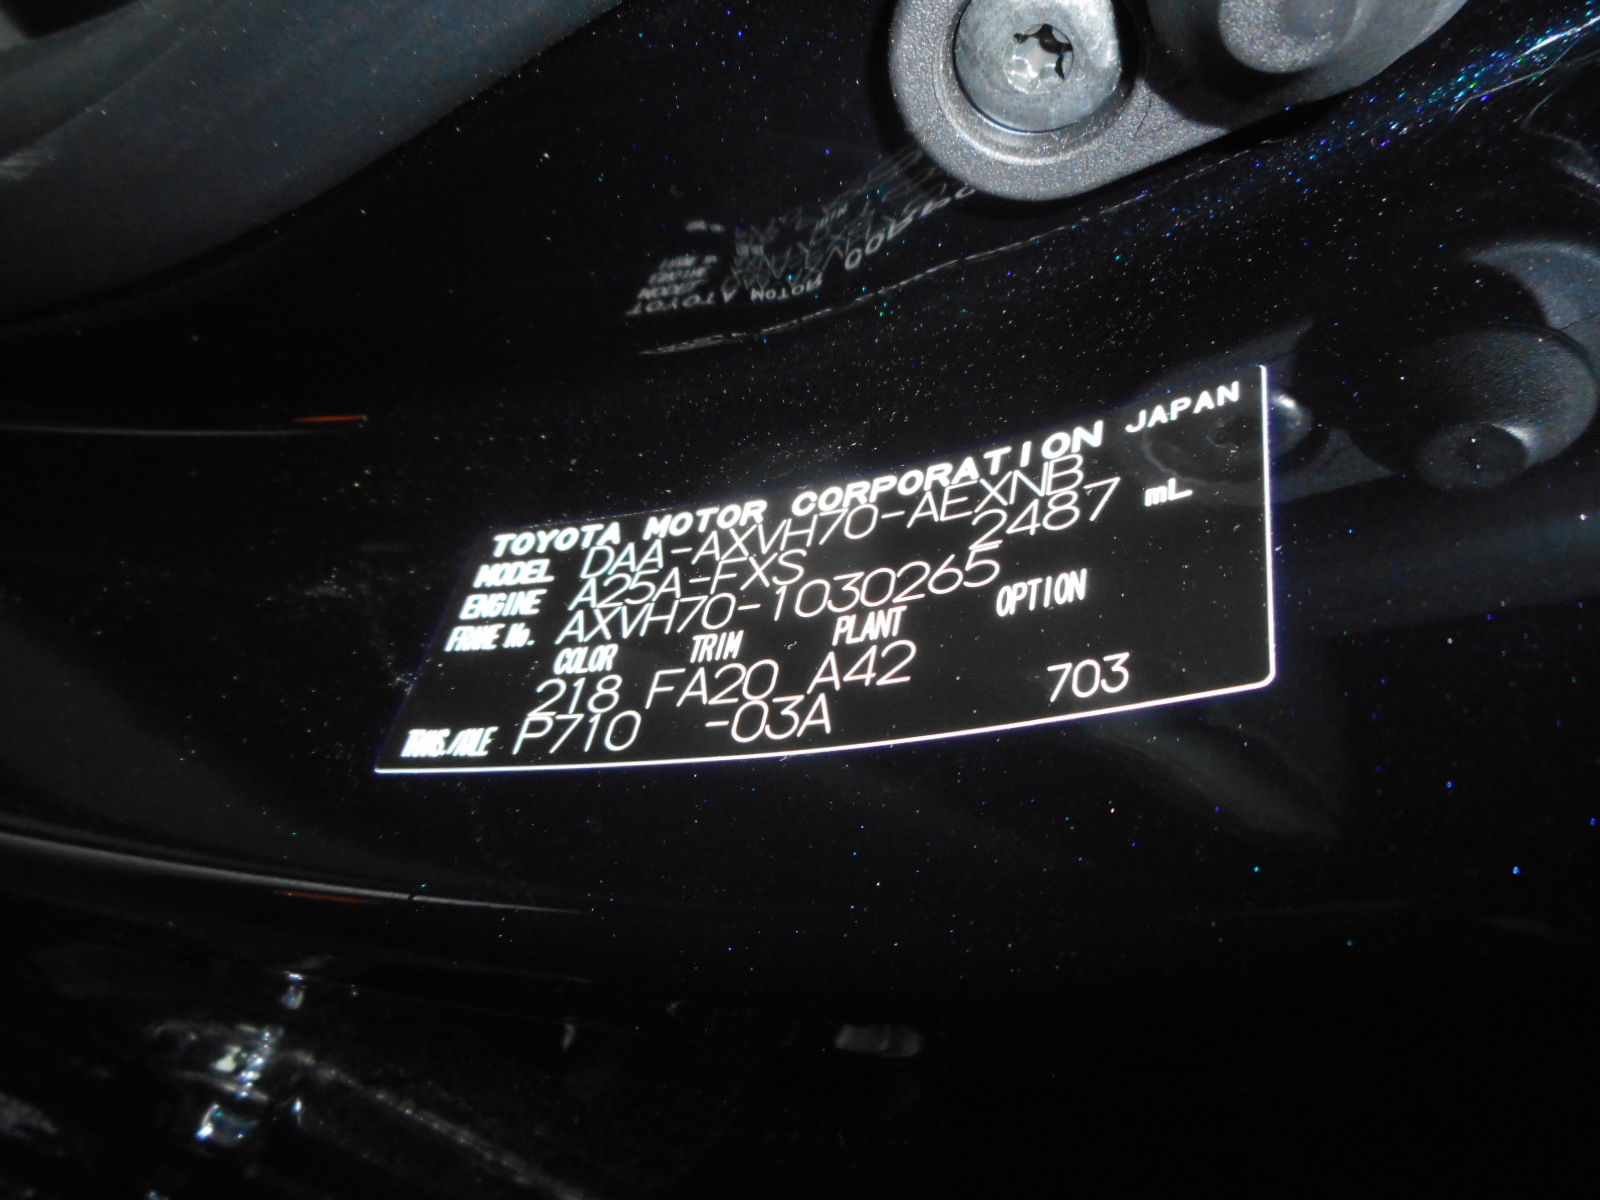 TOYOTA MOTOR CORPORATION JAPAN
MODEL DAA-AXVH70-AEXNB
ENGINE A25A-FXS 2487 mL
FRAME No. AXVH70-1030265
COLOR TRIM PLANT OPTION
218 FA20 A42
TRANS./AXLE P710 -03A 703